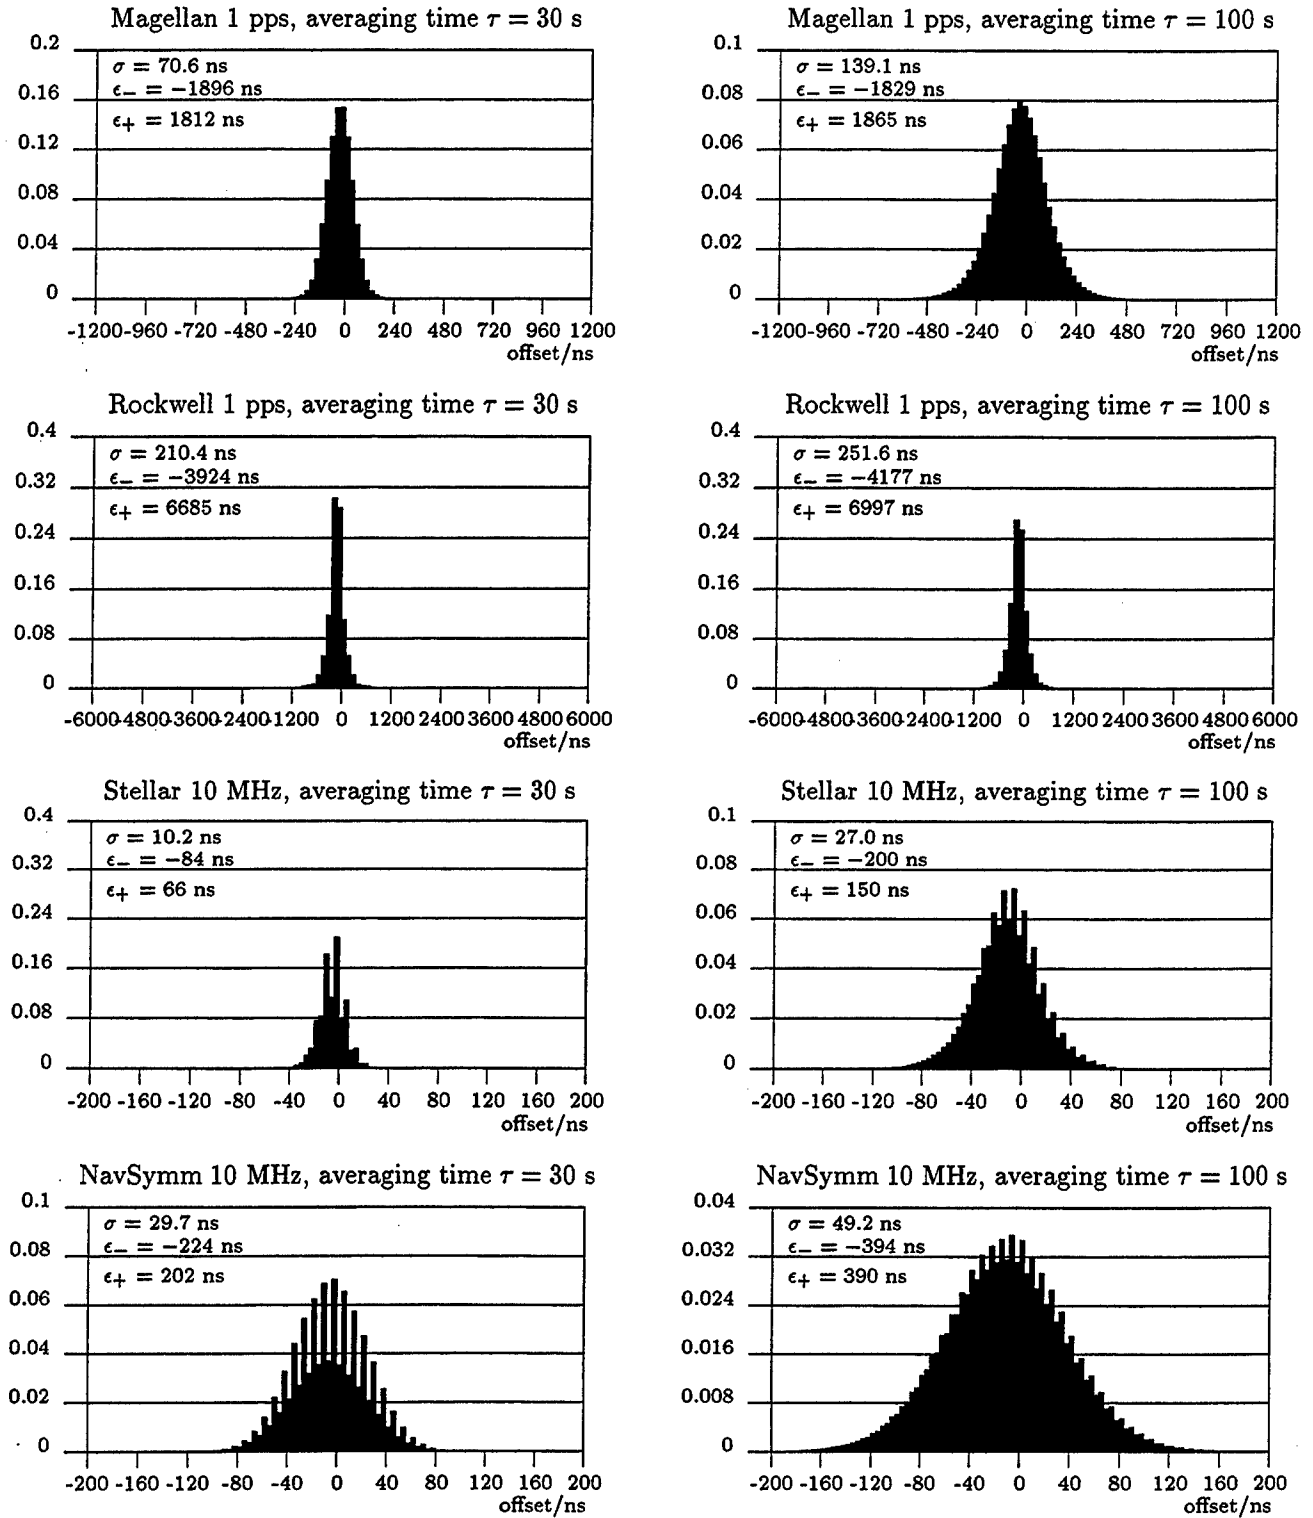 Magellan 1 pps, averaging time τ = 30 s
0.2
σ = 70.6 ns
ϵ− = −1896 ns
0.16
ϵ+ = 1812 ns
0.12
0.08
0.04
0
-1200 -960 -720 -480 -240 0 240 480 720 960 1200
offset/ns
Magellan 1 pps, averaging time τ = 100 s
0.1
σ = 139.1 ns
ϵ− = −1829 ns
0.08
ϵ+ = 1865 ns
0.06
0.04
0.02
0
-1200 -960 -720 -480 -240 0 240 480 720 960 1200
offset/ns
Rockwell 1 pps, averaging time τ = 30 s
0.4
σ = 210.4 ns
ϵ− = −3924 ns
0.32
ϵ+ = 6685 ns
0.24
0.16
0.08
0
-6000 -4800 -3600 -2400 -1200 0 1200 2400 3600 4800 6000
offset/ns
Rockwell 1 pps, averaging time τ = 100 s
0.4
σ = 251.6 ns
ϵ− = −4177 ns
0.32
ϵ+ = 6997 ns
0.24
0.16
0.08
0
-6000 -4800 -3600 -2400 -1200 0 1200 2400 3600 4800 6000
offset/ns
Stellar 10 MHz, averaging time τ = 30 s
0.4
σ = 10.2 ns
ϵ− = −84 ns
0.32
ϵ+ = 66 ns
0.24
0.16
0.08
0
-200 -160 -120 -80 -40 0 40 80 120 160 200
offset/ns
Stellar 10 MHz, averaging time τ = 100 s
0.1
σ = 27.0 ns
ϵ− = −200 ns
0.08
ϵ+ = 150 ns
0.06
0.04
0.02
0
-200 -160 -120 -80 -40 0 40 80 120 160 200
offset/ns
NavSymm 10 MHz, averaging time τ = 30 s
0.1
σ = 29.7 ns
ϵ− = −224 ns
0.08
ϵ+ = 202 ns
0.06
0.04
0.02
0
-200 -160 -120 -80 -40 0 40 80 120 160 200
offset/ns
NavSymm 10 MHz, averaging time τ = 100 s
0.04
σ = 49.2 ns
ϵ− = −394 ns
0.032
ϵ+ = 390 ns
0.024
0.016
0.008
0
-200 -160 -120 -80 -40 0 40 80 120 160 200
offset/ns